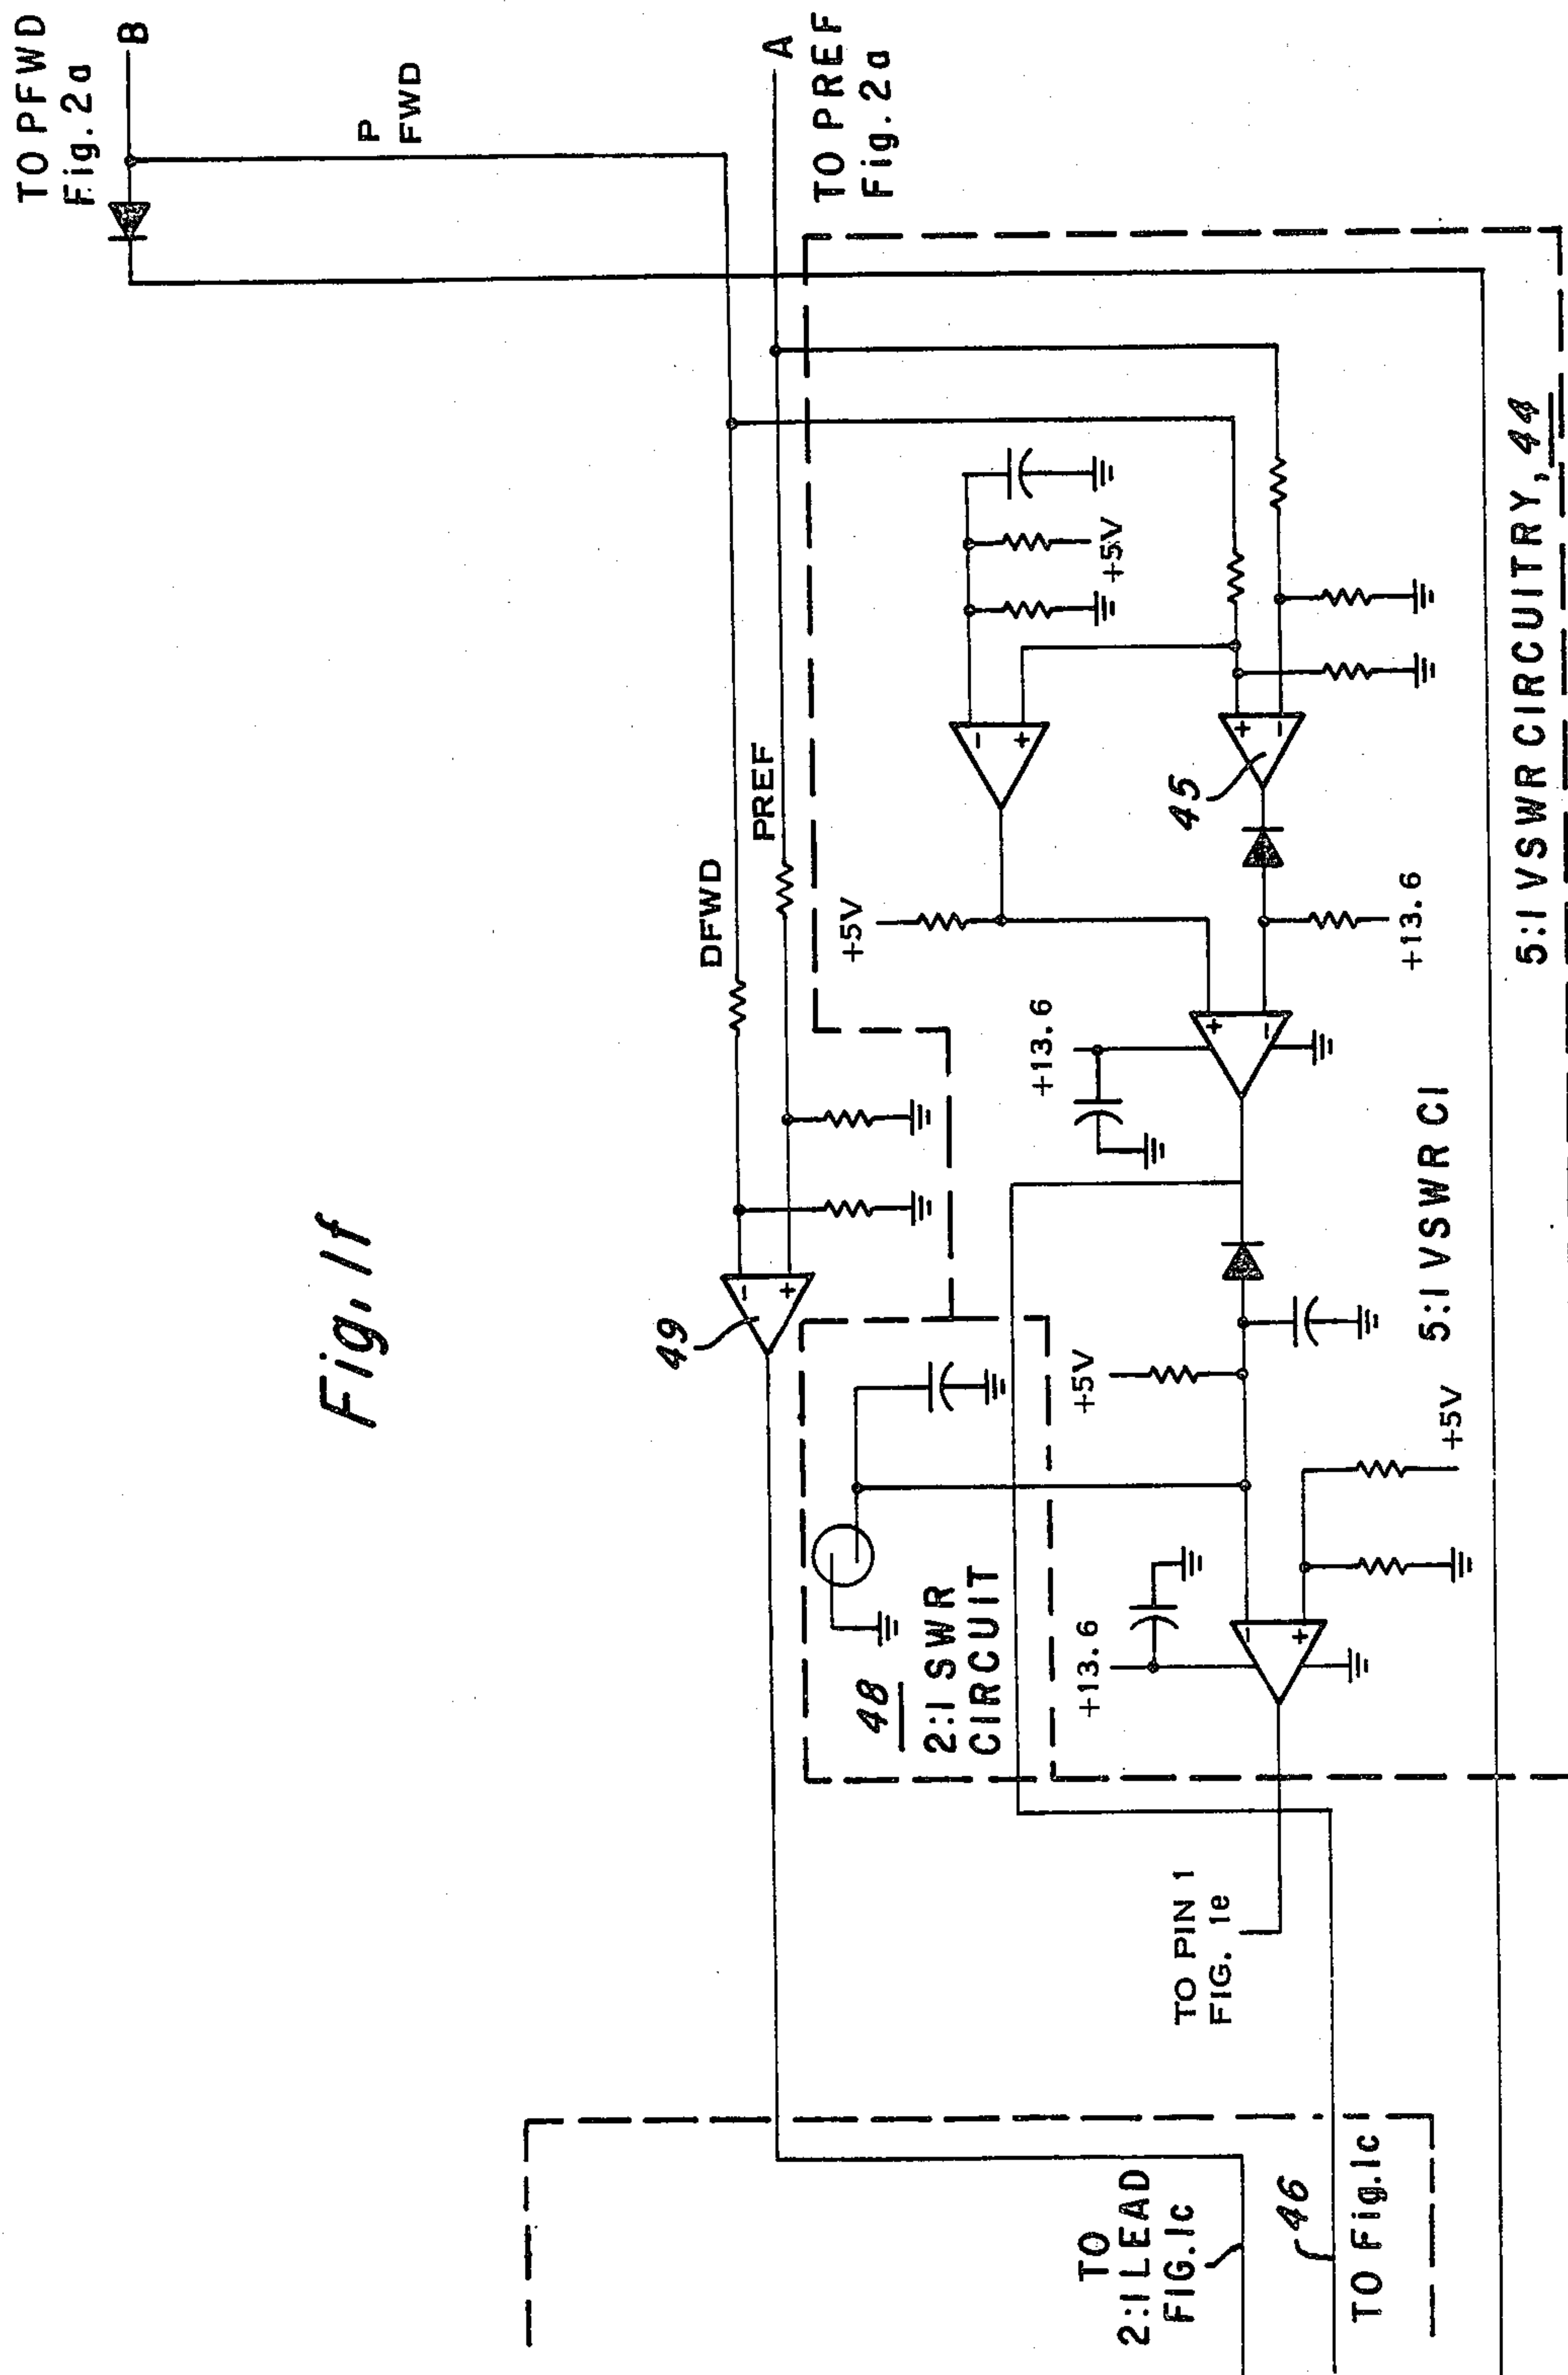 TO PFWD
Fig. 2a
B
P
FWD
A
TO PREF
Fig. 2a
Fig. 1f
DFWD
PREF
49
+5V
+5V
-
+
+
-
45
+13.6
+13.6
+
-
-
+
5:1 VSWR CIRCUITRY, 44
5:1 VSWR CI
+5V
+5V
48
2:1 SWR
CIRCUIT
+13.6
-
+
TO PIN 1
FIG. 1e
TO
2:1 LEAD
FIG. 1c
46
TO Fig. 1c